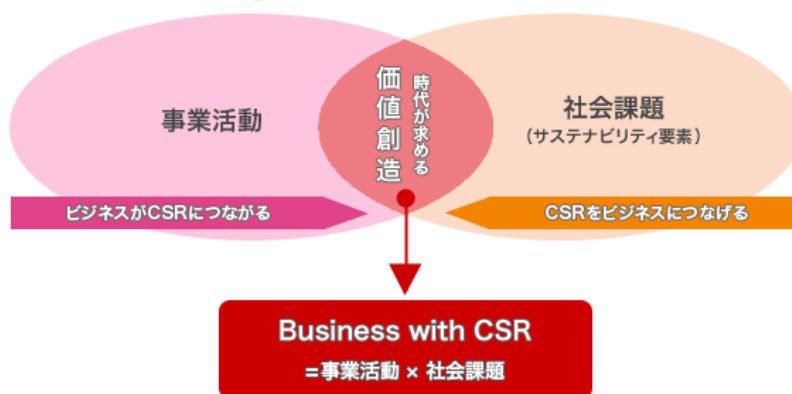 事業活動
時代が求める
価値創造
社会課題
（サステナビリティ要素）
ビジネスがCSRにつながる
CSRをビジネスにつなげる
Business with CSR
＝事業活動 × 社会課題